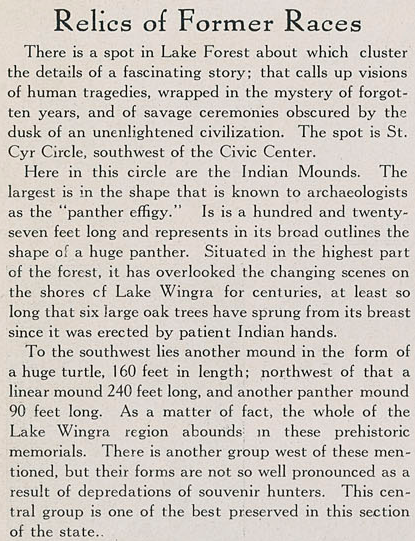 Relics of Former Races
There is a spot in Lake Forest about which cluster
the details of a fascinating story; that calls up visions
of human tragedies, wrapped in the mystery of forgot-
ten years, and of savage ceremonies obscured by the
dusk of an unenlightened civilization. The spot is St.
Cyr Circle, southwest of the Civic Center.
Here in this circle are the Indian Mounds. The
largest is in the shape that is known to archaeologists
as the "panther effigy." Is is a hundred and twenty-
seven feet long and represents in its broad outlines the
shape of a huge panther. Situated in the highest part
of the forest, it has overlooked the changing scenes on
the shores of Lake Wingra for centuries, at least so
long that six large oak trees have sprung from its breast
since it was erected by patient Indian hands.
To the southwest lies another mound in the form of
a huge turtle, 160 feet in length; northwest of that a
linear mound 240 feet long, and another panther mound
90 feet long. As a matter of fact, the whole of the
Lake Wingra region abounds in these prehistoric
memorials. There is another group west of these men-
tioned, but their forms are not so well pronounced as a
result of depredations of souvenir hunters. This cen-
tral group is one of the best preserved in this section
of the state..